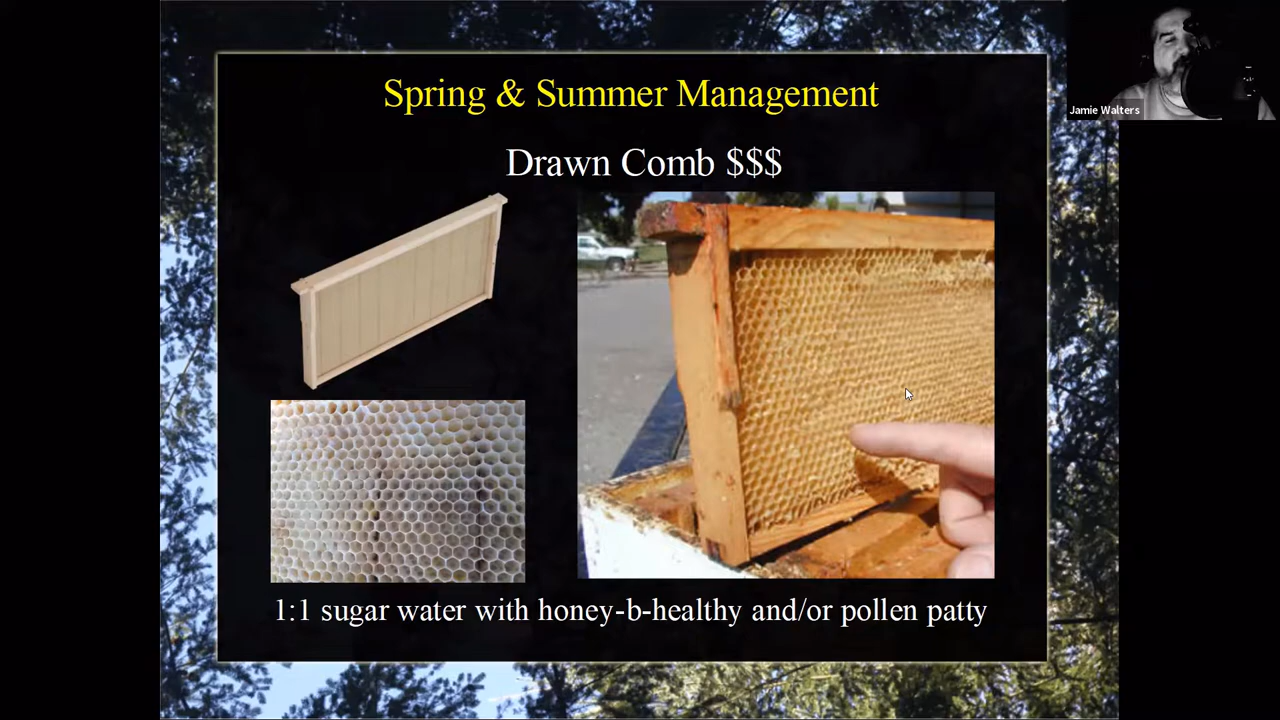 Spring & Summer Management
Drawn Comb $$$
1:1 sugar water with honey-b-healthy and/or pollen patty
Jamie Walters